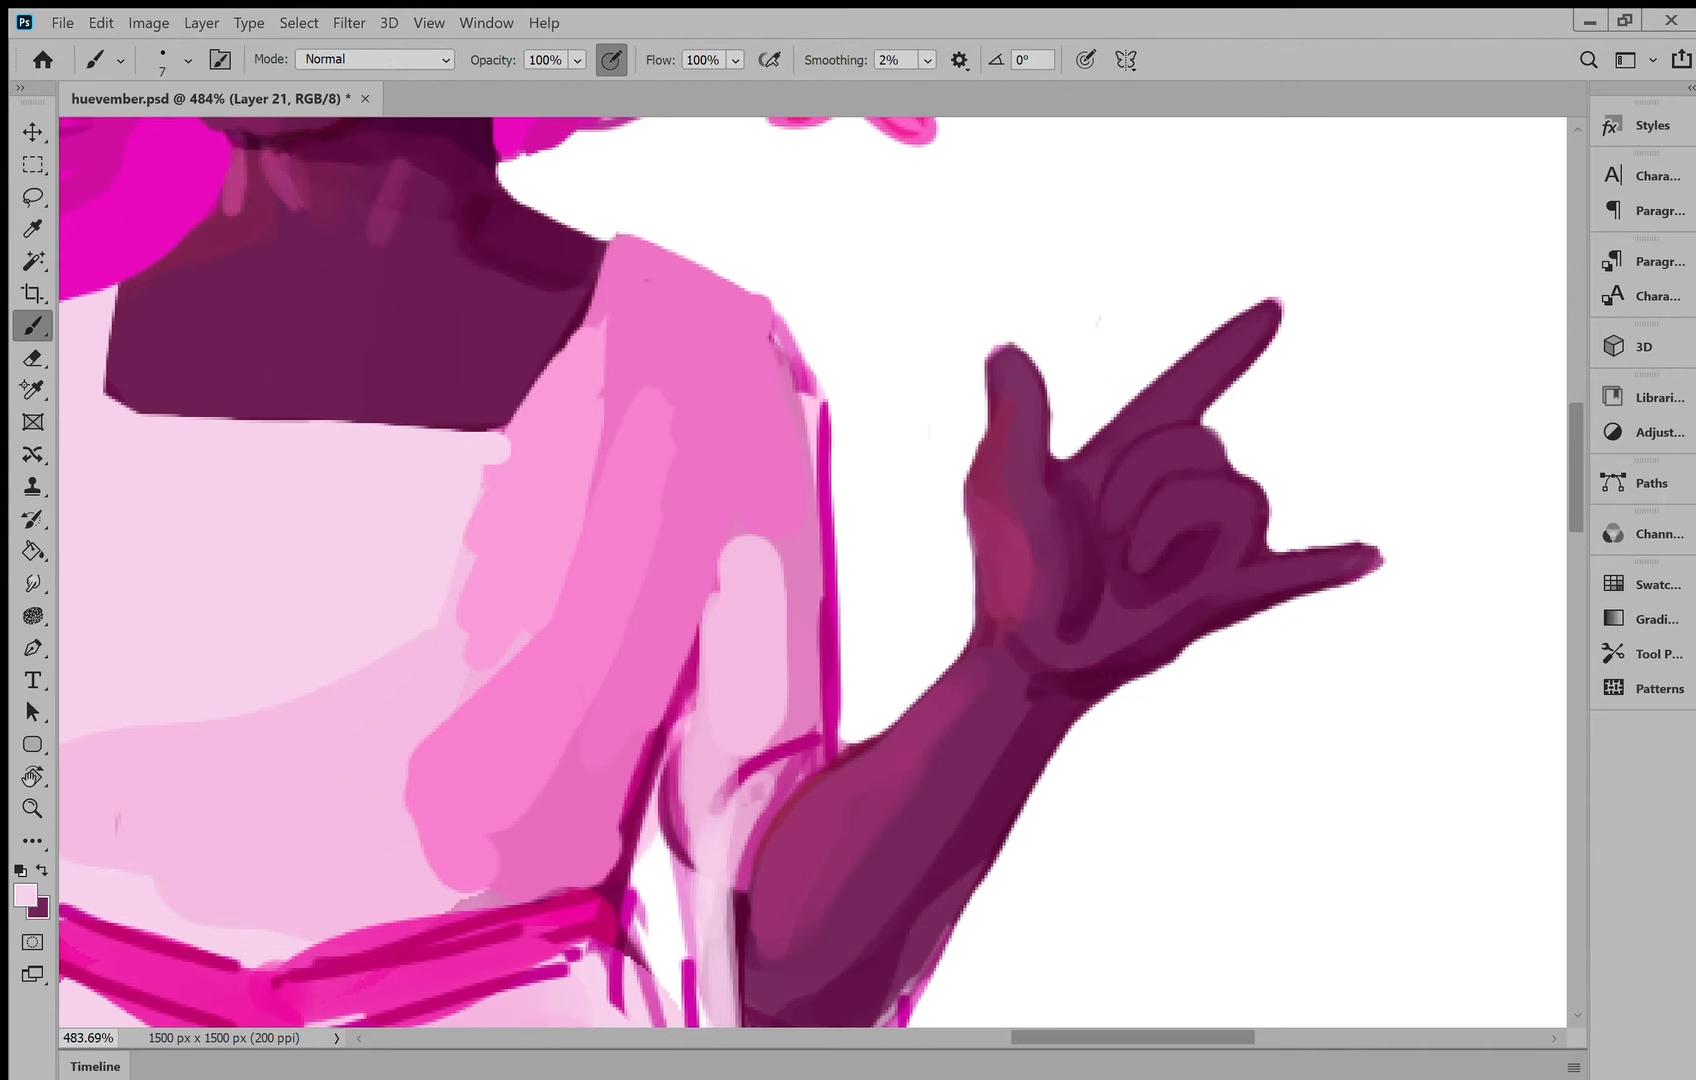 Ps File Edit Image Layer Type Select Filter 3D View Window Help
7 Mode: Normal Opacity: 100% Flow: 100% Smoothing: 2% 0°
huevember.psd @ 484% (Layer 21, RGB/8) *
Styles
Chara...
Paragr...
Paragr...
Chara...
3D
Librari...
Adjust...
Paths
Chann...
Swatc...
Gradi...
Tool P...
Patterns
483.69% 1500 px x 1500 px (200 ppi)
Timeline